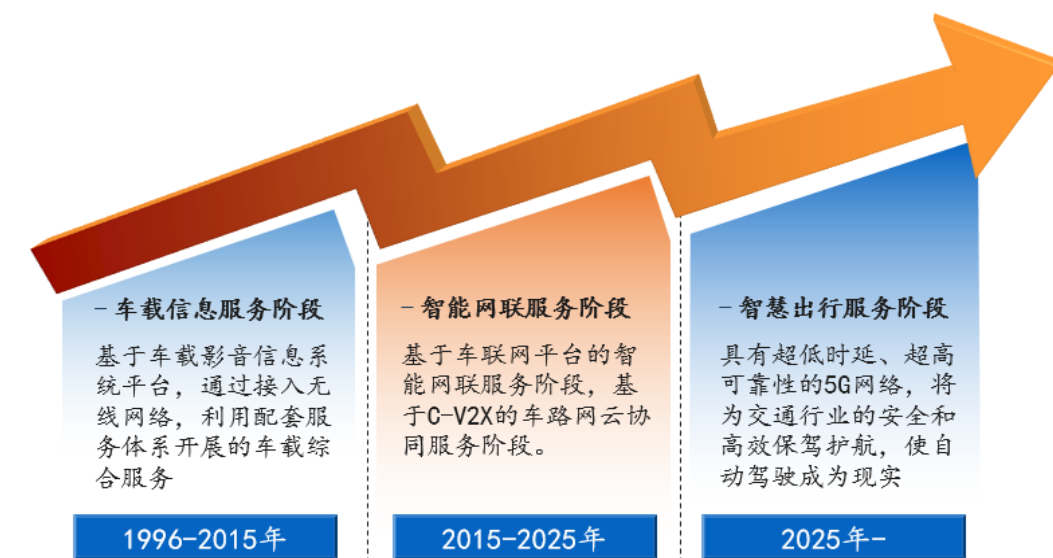 - 车载信息服务阶段
基于车载影音信息系
统平台，通过接入无
线网络，利用配套服
务体系开展的车载综
合服务
1996-2015年
- 智能网联服务阶段
基于车联网平台的智
能网联服务阶段，基
于C-V2X的车路网云协
同服务阶段。
2015-2025年
- 智慧出行服务阶段
具有超低时延、超高
可靠性的5G网络，将
为交通行业的安全和
高效保驾护航，使自
动驾驶成为现实
2025年-